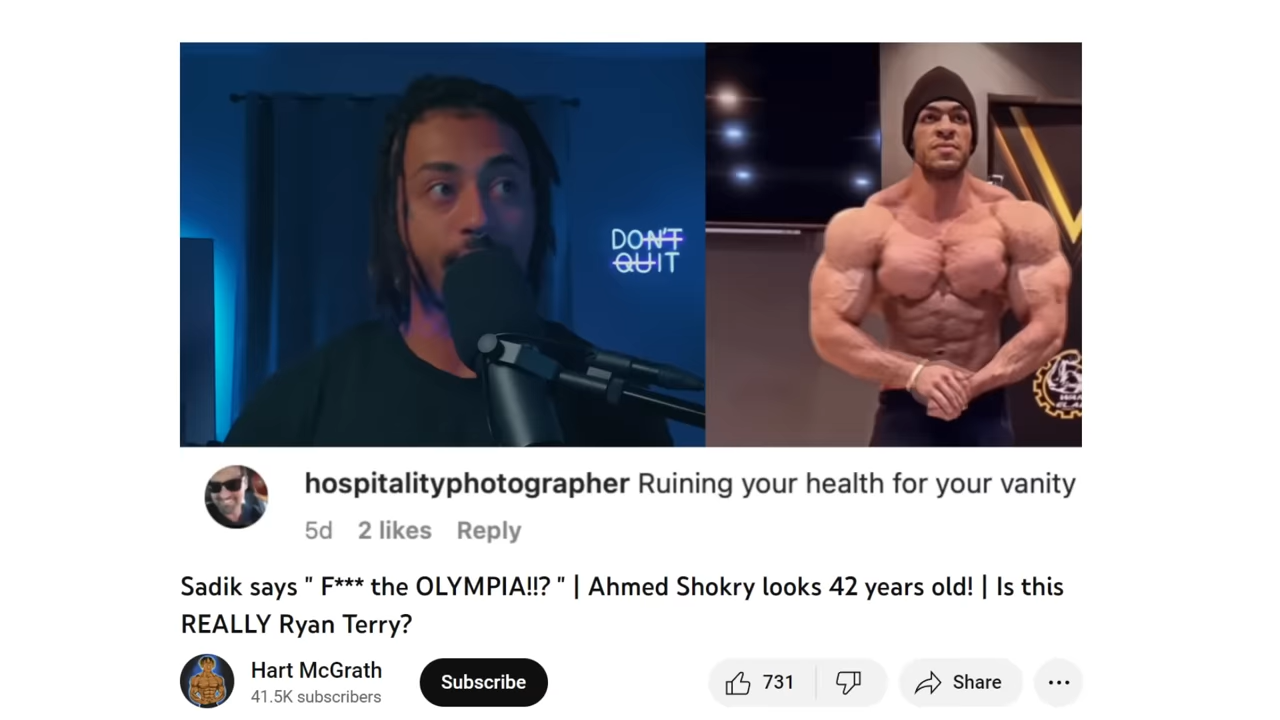 DON'T
QUIT
hospitalityphotographer Ruining your health for your vanity
5d 2 likes Reply
Sadik says " F*** the OLYMPIA!!? " | Ahmed Shokry looks 42 years old! | Is this
REALLY Ryan Terry?
Hart McGrath
41.5K subscribers
Subscribe
731
Share